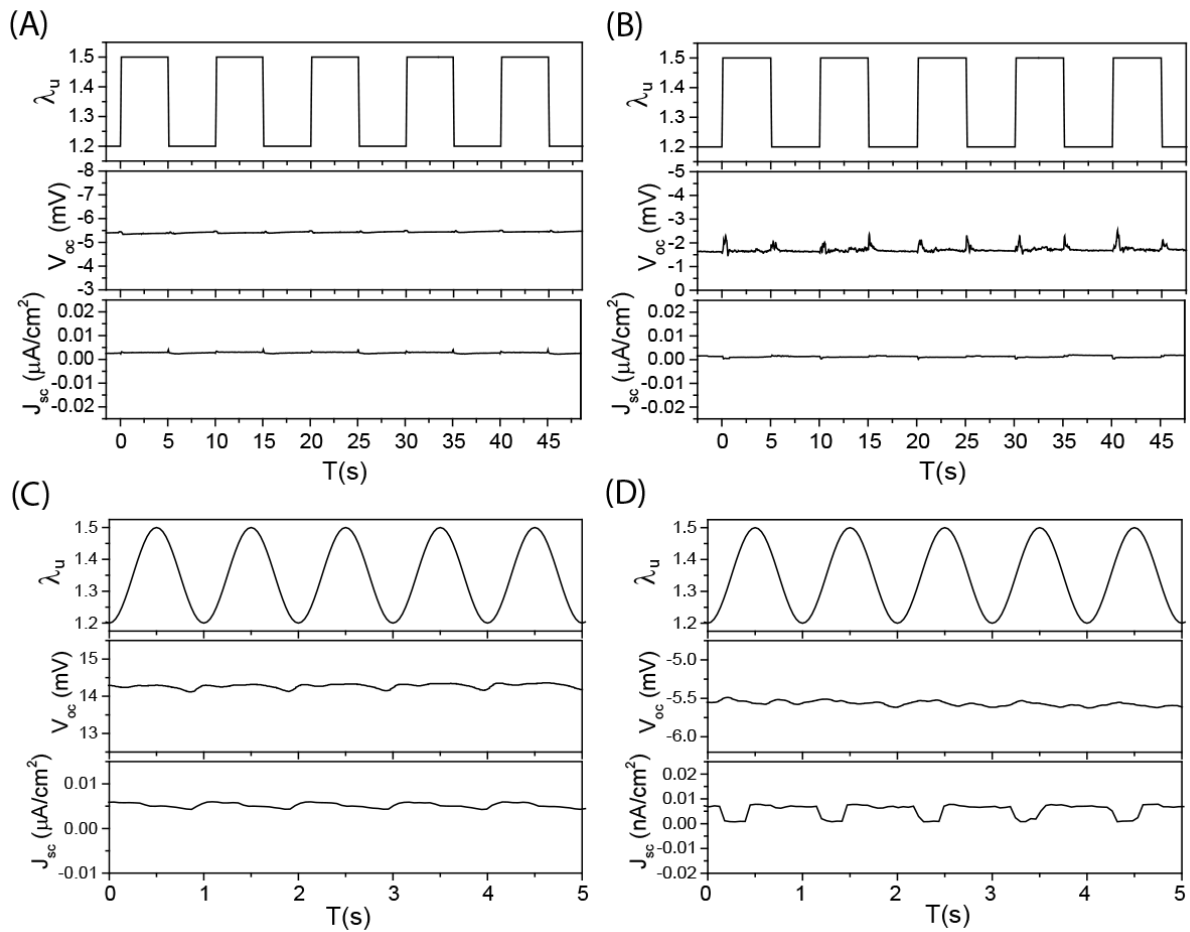 (A)
λu
1.5
1.4
1.3
1.2
Voc (mV)
-8
-7
-6
-5
-4
-3
Jsc (μA/cm²)
0.02
0.01
0.00
-0.01
-0.02
0 5 10 15 20 25 30 35 40 45
T(s)
(B)
λu
1.5
1.4
1.3
1.2
Voc (mV)
-5
-4
-3
-2
-1
0
Jsc (μA/cm²)
0.02
0.01
0.00
-0.01
-0.02
0 5 10 15 20 25 30 35 40 45
T(s)
(C)
λu
1.5
1.4
1.3
1.2
Voc (mV)
15
14
13
Jsc (μA/cm²)
0.01
0.00
-0.01
0 1 2 3 4 5
T(s)
(D)
λu
1.5
1.4
1.3
1.2
Voc (mV)
-5.0
-5.5
-6.0
Jsc (nA/cm²)
0.02
0.01
0.00
-0.01
-0.02
0 1 2 3 4 5
T(s)